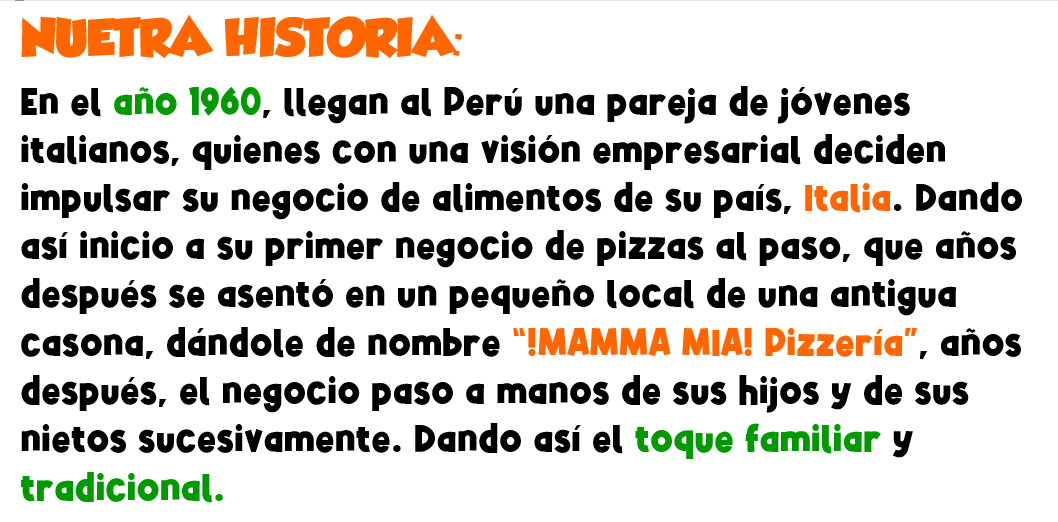 NUETRA HISTORIA:
En el año 1960, llegan al Perú una pareja de jóvenes
italianos, quienes con una visión empresarial deciden
impulsar su negocio de alimentos de su país, Italia. Dando
así inicio a su primer negocio de pizzas al paso, que años
después se asentó en un pequeño local de una antigua
casona, dándole de nombre “!MAMMA MIA! Pizzería”, años
después, el negocio paso a manos de sus hijos y de sus
nietos sucesivamente. Dando así el toque familiar y
tradicional.